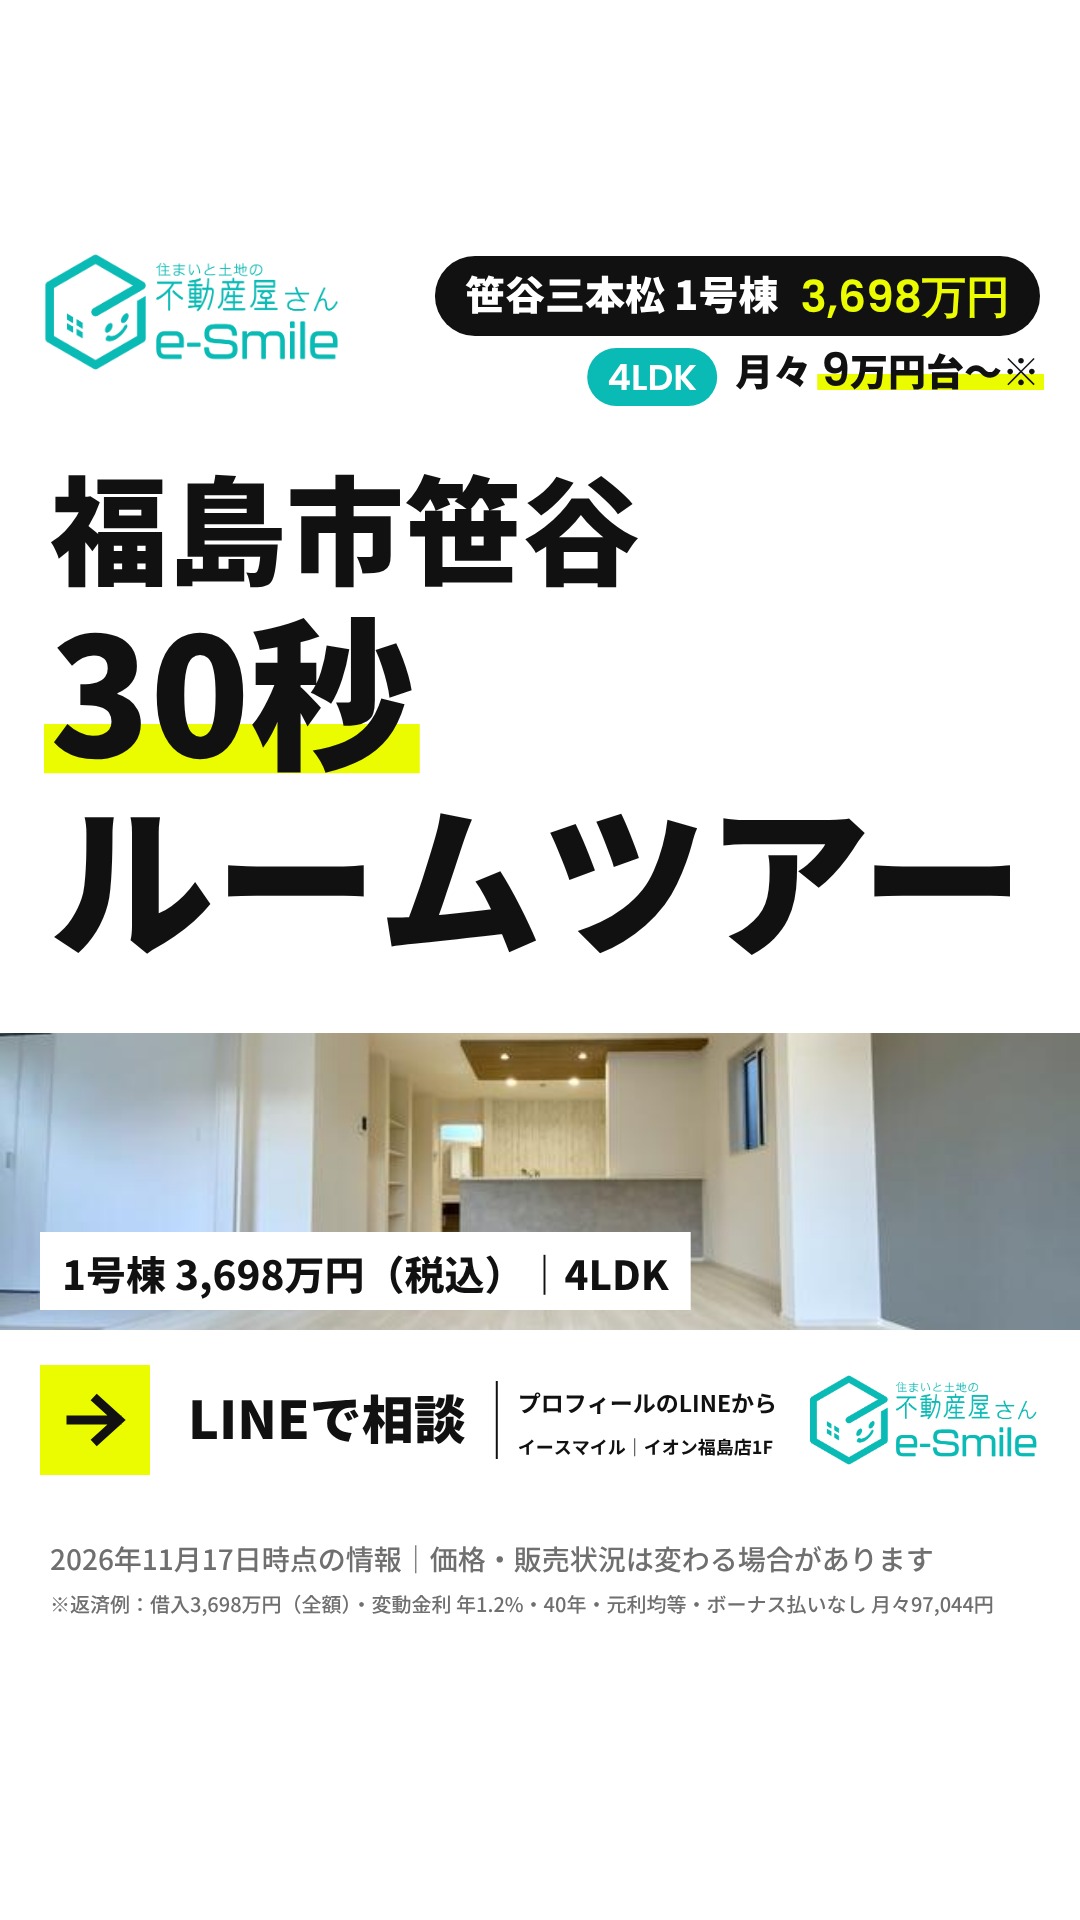 住まいと土地の
不動産屋さん
e-Smile
笹谷三本松 1号棟 3,698万円
4LDK 月々 9万円台〜※
福島市笹谷
30秒
ルームツアー
1号棟 3,698万円（税込）｜4LDK
LINEで相談
プロフィールのLINEから
イースマイル｜イオン福島店1F
住まいと土地の
不動産屋さん
e-Smile
2026年11月17日時点の情報｜価格・販売状況は変わる場合があります
※返済例：借入3,698万円（全額）・変動金利 年1.2%・40年・元利均等・ボーナス払いなし 月々97,044円